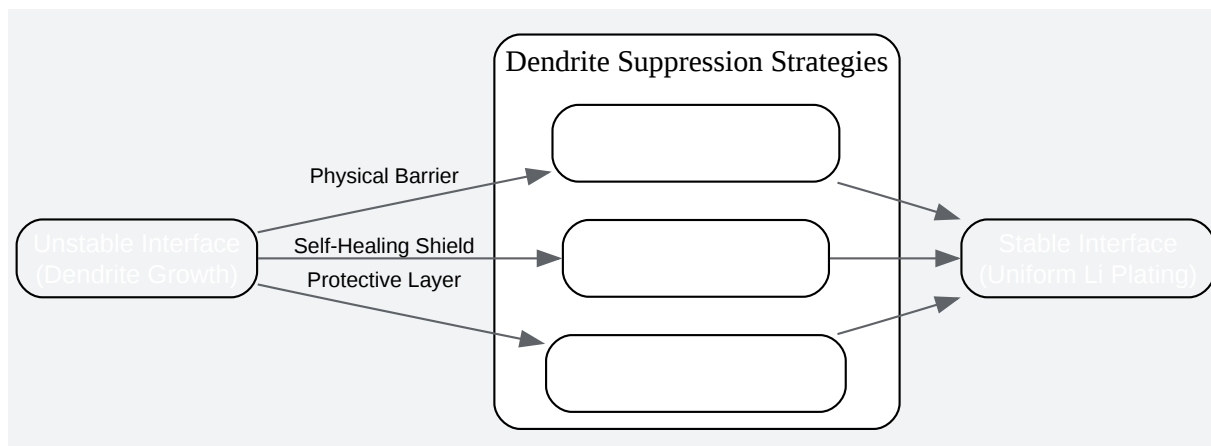 Dendrite Suppression Strategies
Physical Barrier
Unstable Interface
(Dendrite Growth)
Self-Healing Shield
Protective Layer
Stable Interface
(Uniform Li Plating)